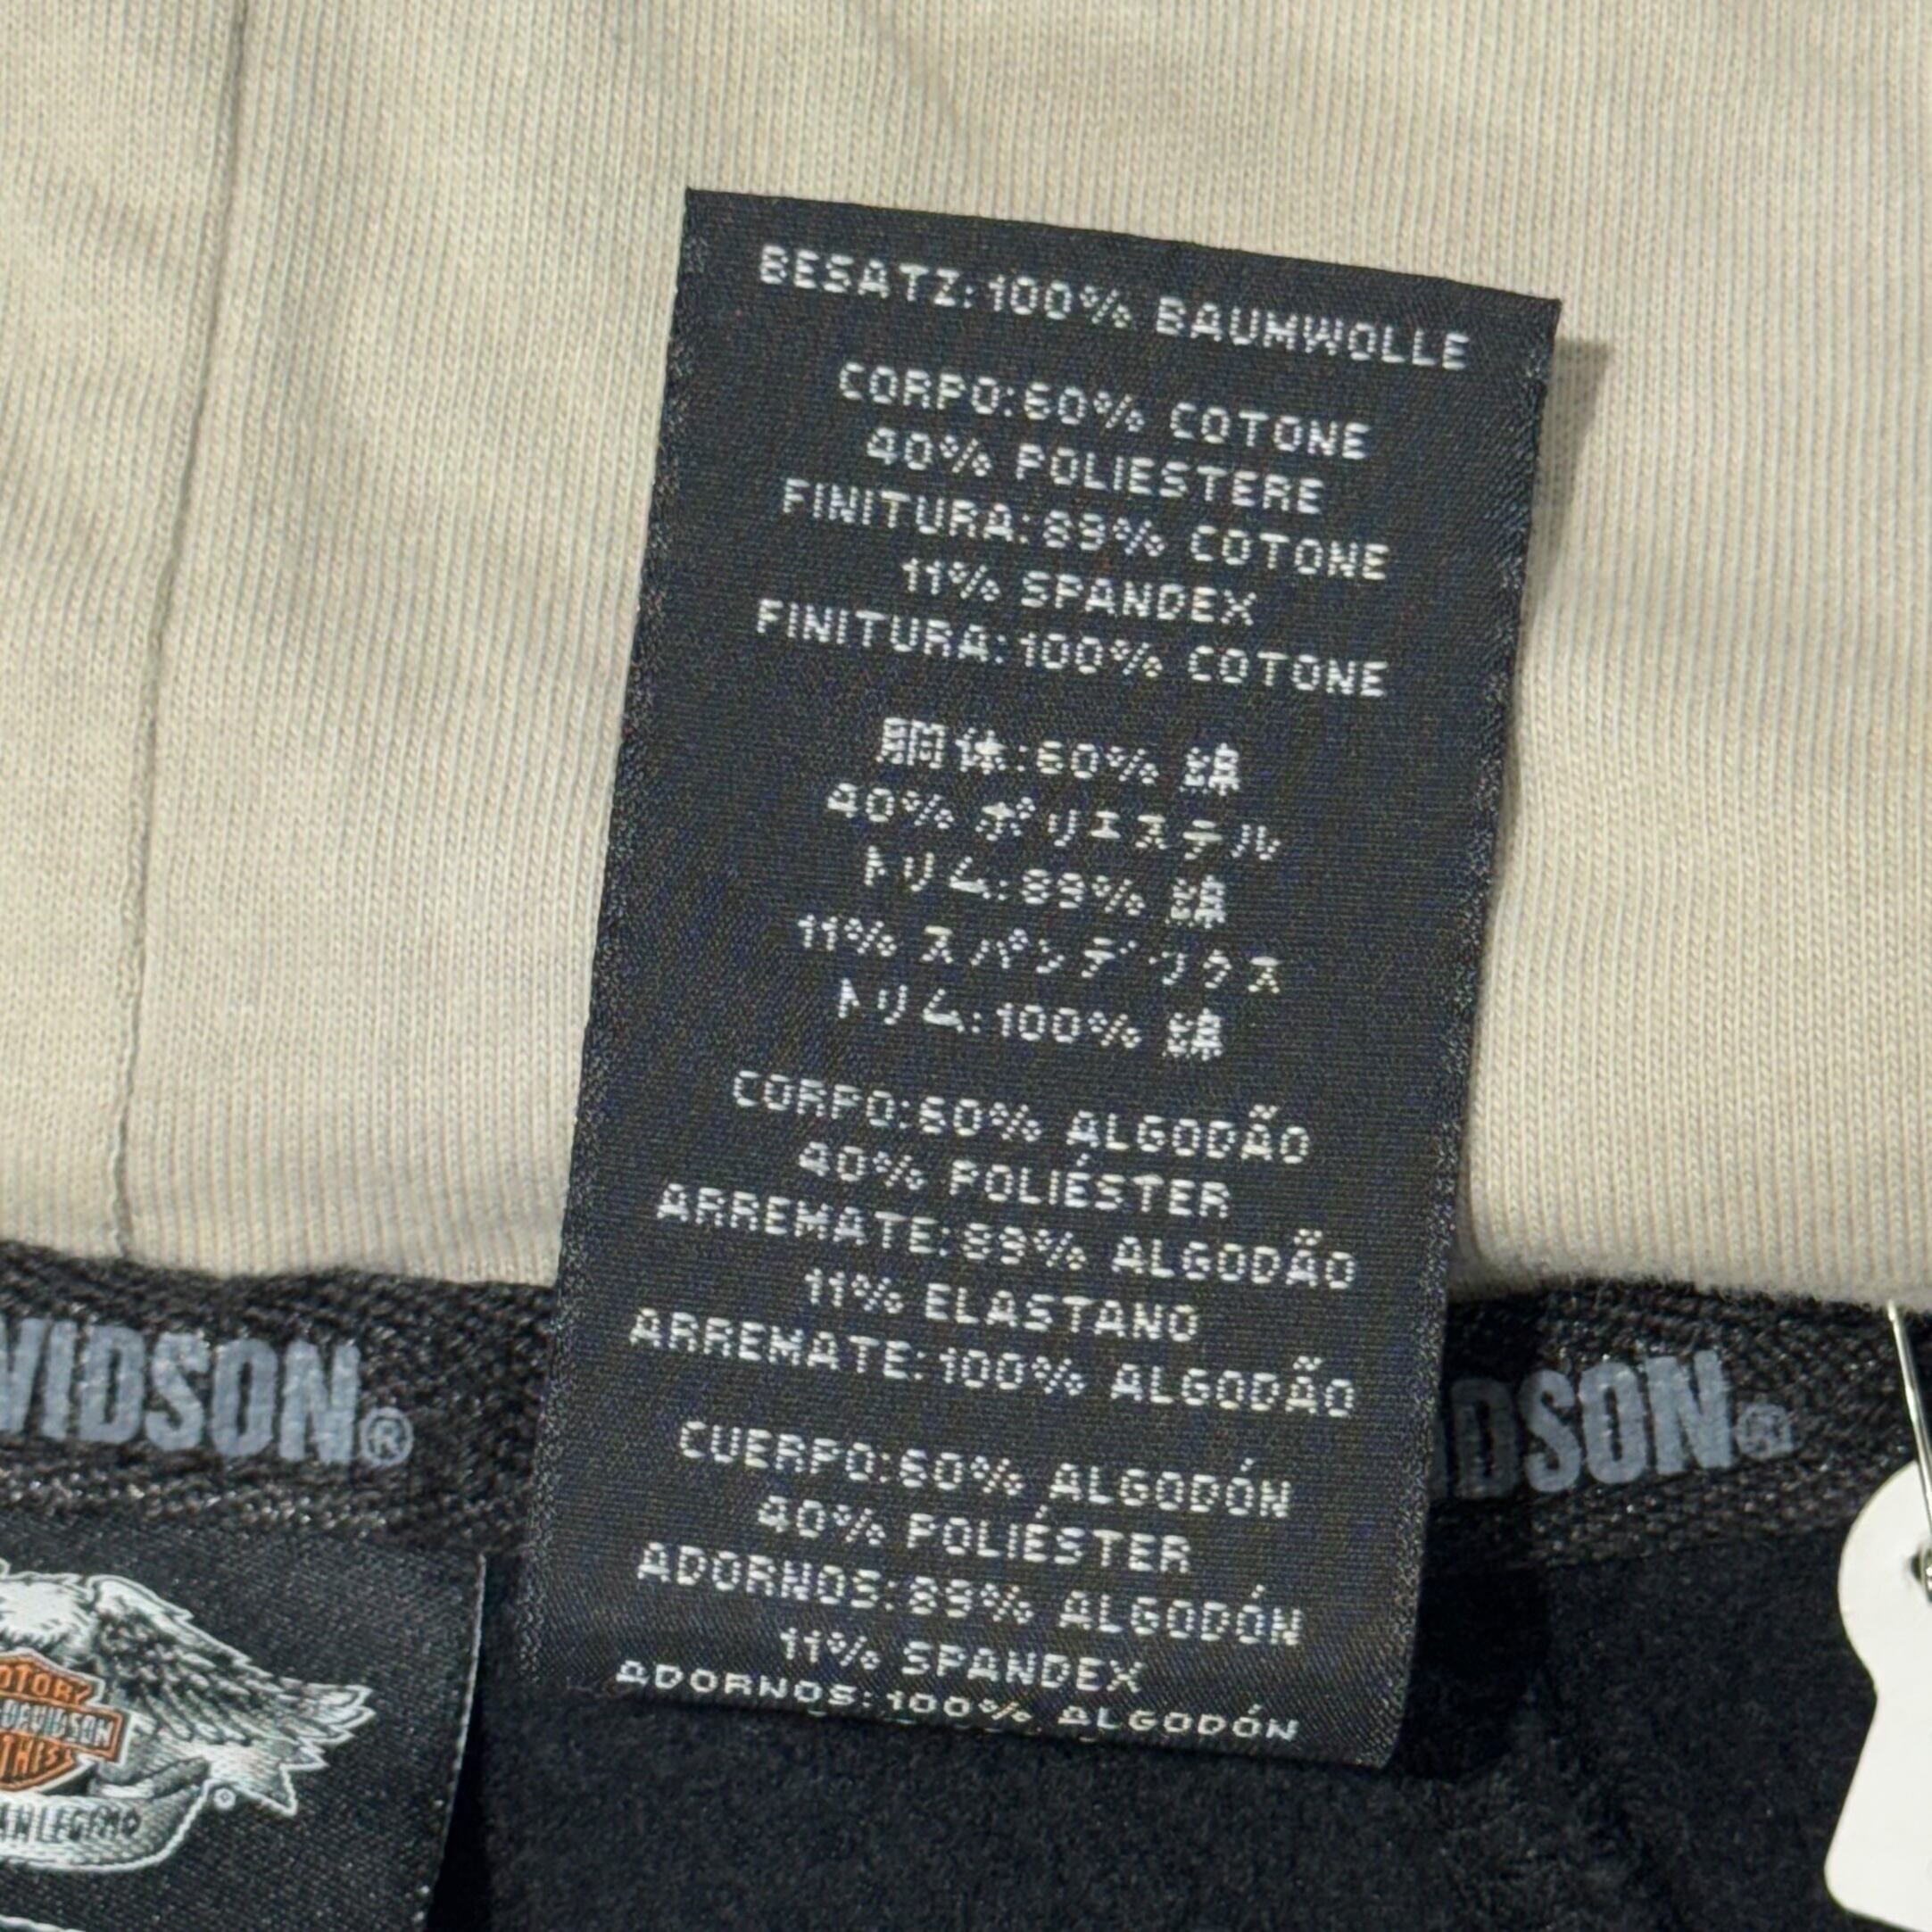 BESATZ:100% BAUMWOLLE
CORPO:60% COTONE
40% POLIESTERE
FINITURA:89% COTONE
11% SPANDEX
FINITURA:100% COTONE
胴体:60% 綿
40% ポリエステル
トリム:89% 綿
11% スパンデックス
トリム:100% 綿
CORPO:60% ALGODÃO
40% POLIÉSTER
ARREMATE:89% ALGODÃO
11% ELASTANO
ARREMATE:100% ALGODÃO
CUERPO:60% ALGODÓN
40% POLIÉSTER
ADORNOS:89% ALGODÓN
11% SPANDEX
ADORNOS:100% ALGODÓN
VIDSON®
DSON®